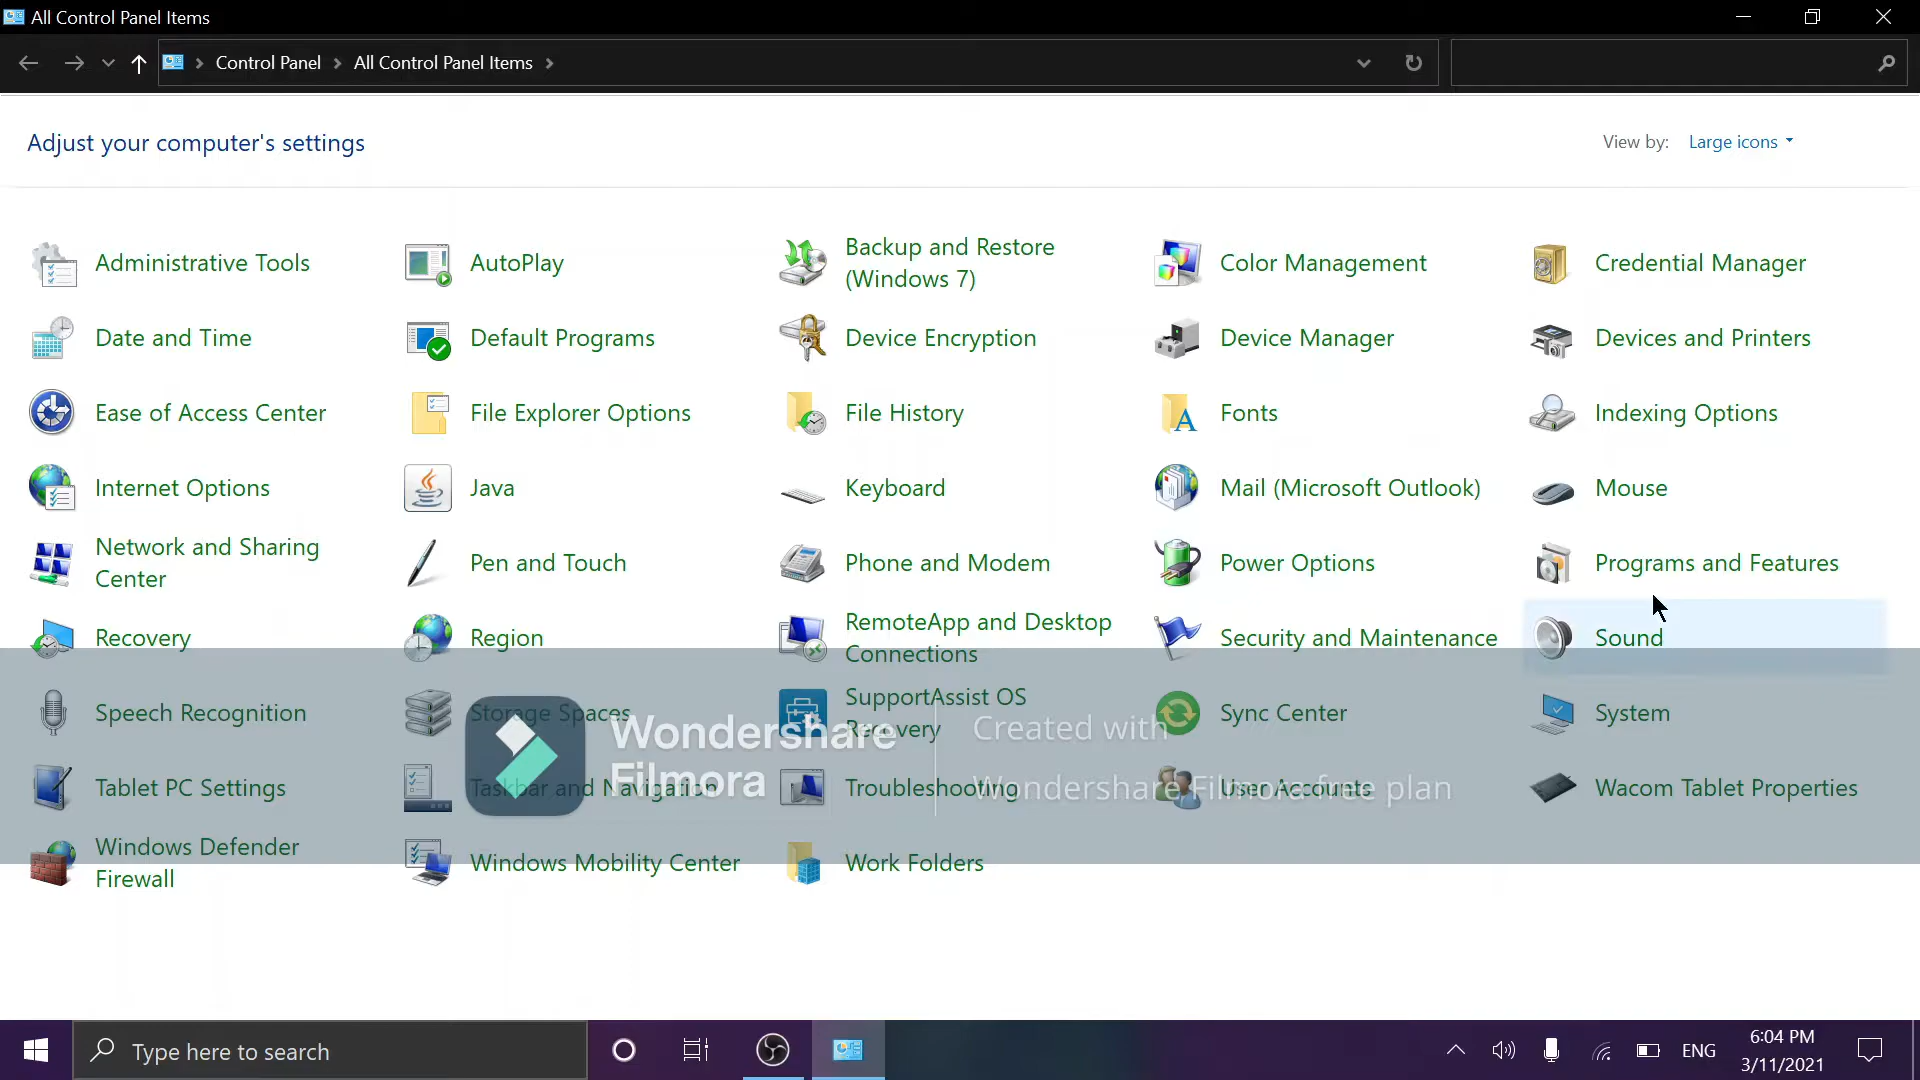 All Control Panel Items
Control Panel > All Control Panel Items >
Adjust your computer's settings
View by: Large icons
Administrative Tools
AutoPlay
Backup and Restore
(Windows 7)
Color Management
Credential Manager
Date and Time
Default Programs
Device Encryption
Device Manager
Devices and Printers
Ease of Access Center
File Explorer Options
File History
Fonts
Indexing Options
Internet Options
Java
Keyboard
Mail (Microsoft Outlook)
Mouse
Network and Sharing
Center
Pen and Touch
Phone and Modem
Power Options
Programs and Features
Recovery
Region
RemoteApp and Desktop
Connections
Security and Maintenance
Sound
Speech Recognition
Storage Spaces
SupportAssist OS
Recovery
Sync Center
System
Tablet PC Settings
Taskbar and Navigation
Troubleshooting
User Accounts
Wacom Tablet Properties
Wondershare
Filmora
Created with
Wondershare Filmora free plan
Windows Defender
Firewall
Windows Mobility Center
Work Folders
Type here to search
ENG
6:04 PM
3/11/2021